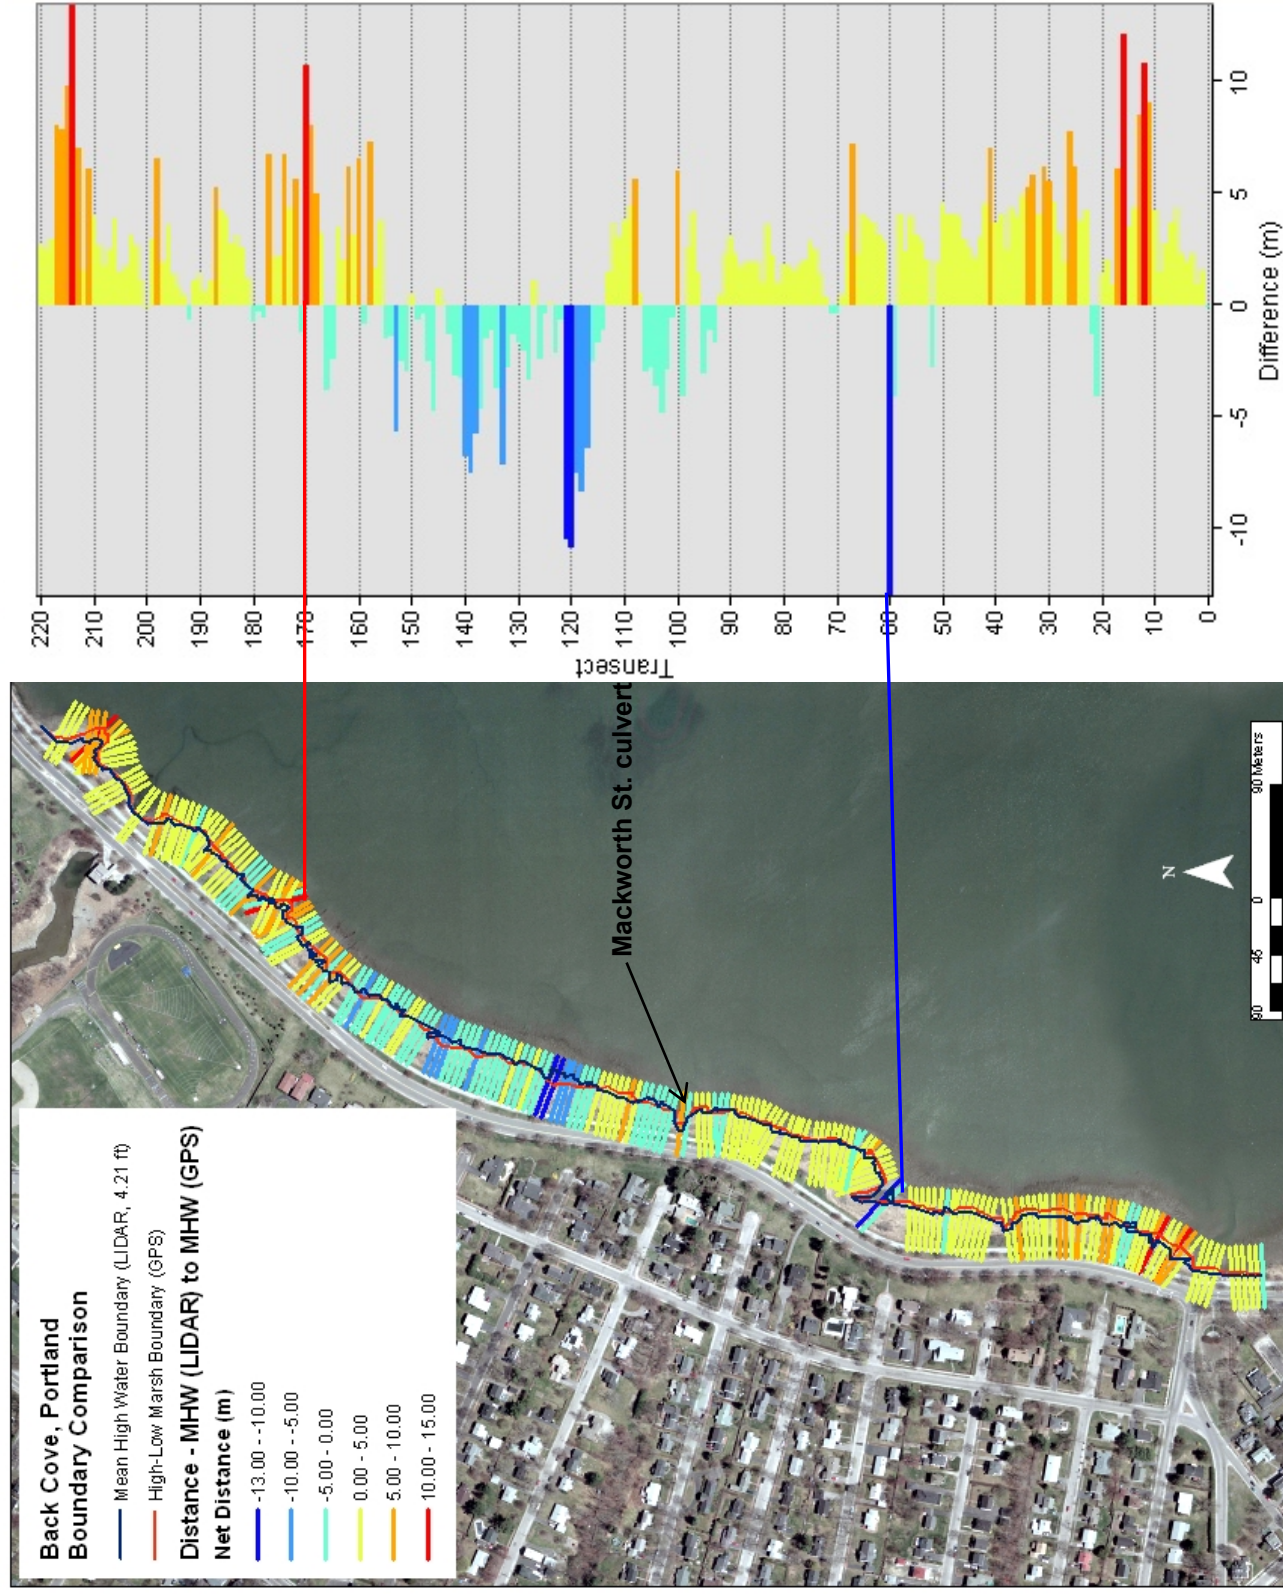 Back Cove, Portland
Boundary Comparison
Mean High Water Boundary (LIDAR, 4.21 ft)
High-Low Marsh Boundary (GPS)
Distance - MHW (LIDAR) to MHW (GPS)
Net Distance (m)
-13.00 - -10.00
-10.00 - -5.00
-5.00 - 0.00
0.00 - 5.00
5.00 - 10.00
10.00 - 15.00
Mackworth St. culvert
N
90 45 0 90 Meters
Transect
220
210
200
190
180
170
160
150
140
130
120
110
100
90
80
70
60
50
40
30
20
10
0
-10 -5 0 5 10
Difference (m)